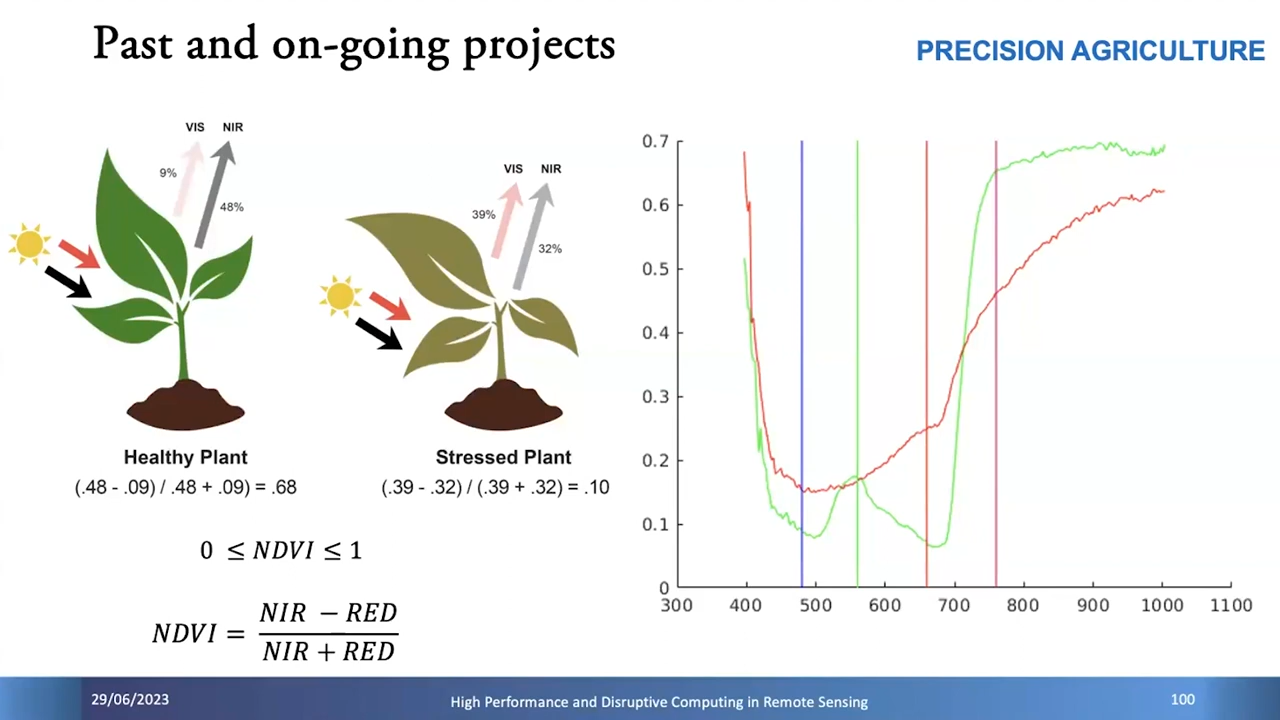 Past and on-going projects
PRECISION AGRICULTURE
VIS NIR
9%
48%
VIS NIR
39%
32%
Healthy Plant
(.48 - .09) / .48 + .09) = .68
Stressed Plant
(.39 - .32) / (.39 + .32) = .10
0 ≤ NDVI ≤ 1
NDVI = NIR − RED / NIR + RED
0.7
0.6
0.5
0.4
0.3
0.2
0.1
0
300 400 500 600 700 800 900 1000 1100
29/06/2023
High Performance and Disruptive Computing in Remote Sensing
100